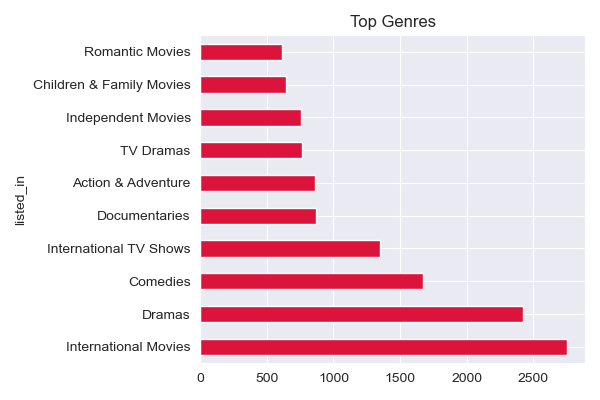 Top Genres
Romantic Movies
Children & Family Movies
Independent Movies
TV Dramas
Action & Adventure
Documentaries
International TV Shows
Comedies
Dramas
International Movies
listed_in
0 500 1000 1500 2000 2500